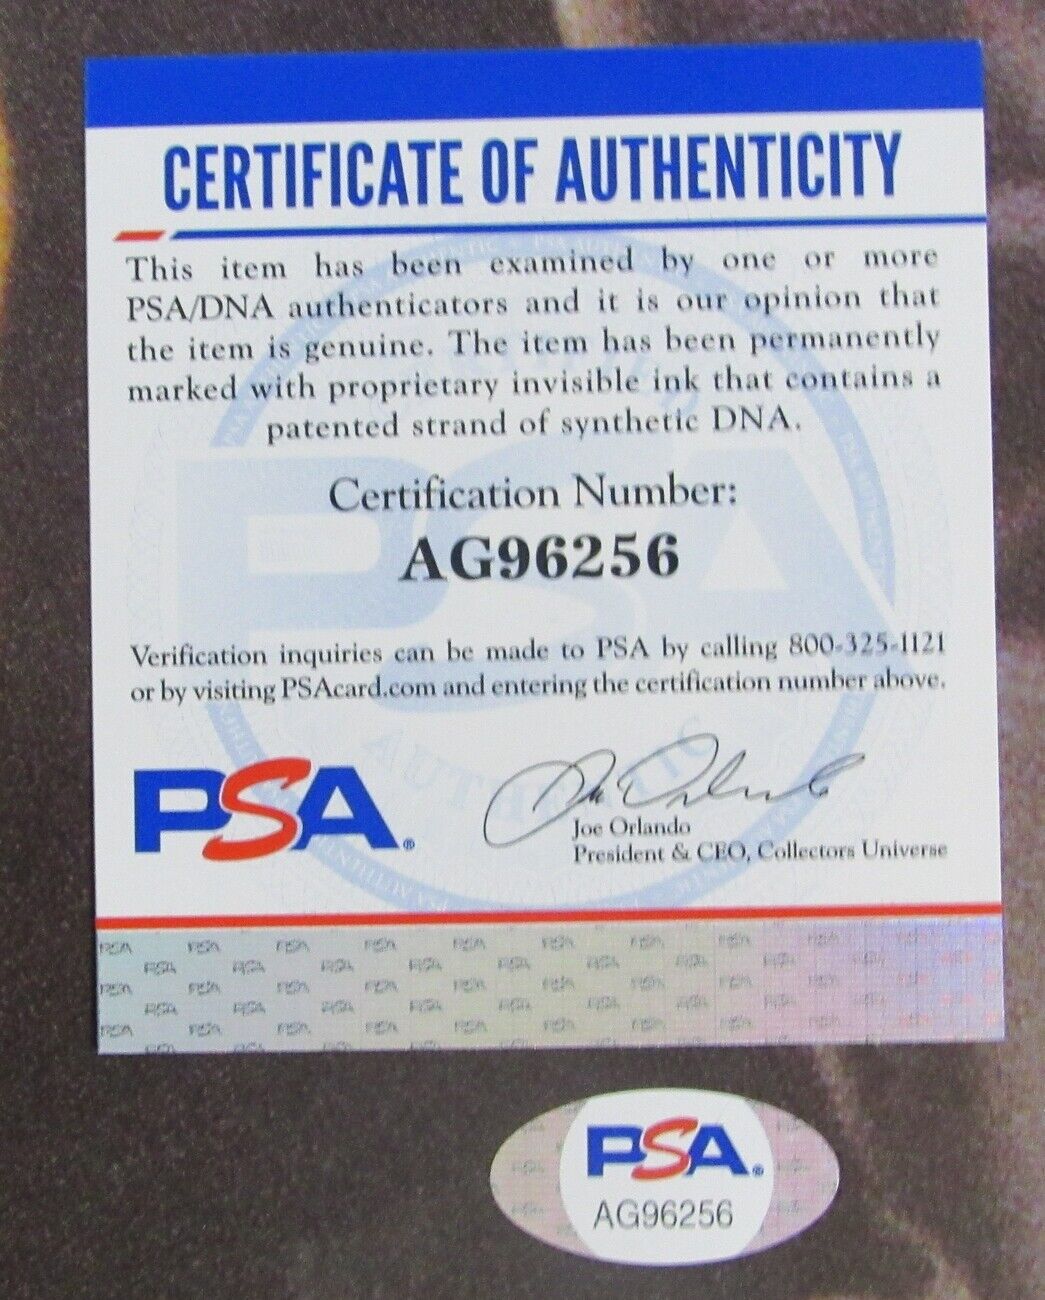 CERTIFICATE OF AUTHENTICITY
This item has been examined by one or more
PSA/DNA authenticators and it is our opinion that
the item is genuine. The item has been permanently
marked with proprietary invisible ink that contains a
patented strand of synthetic DNA.
Certification Number:
AG96256
Verification inquiries can be made to PSA by calling 800-325-1121
or by visiting PSAcard.com and entering the certification number above.
PSA®
Joe Orlando
President & CEO, Collectors Universe
PSA®
AG96256